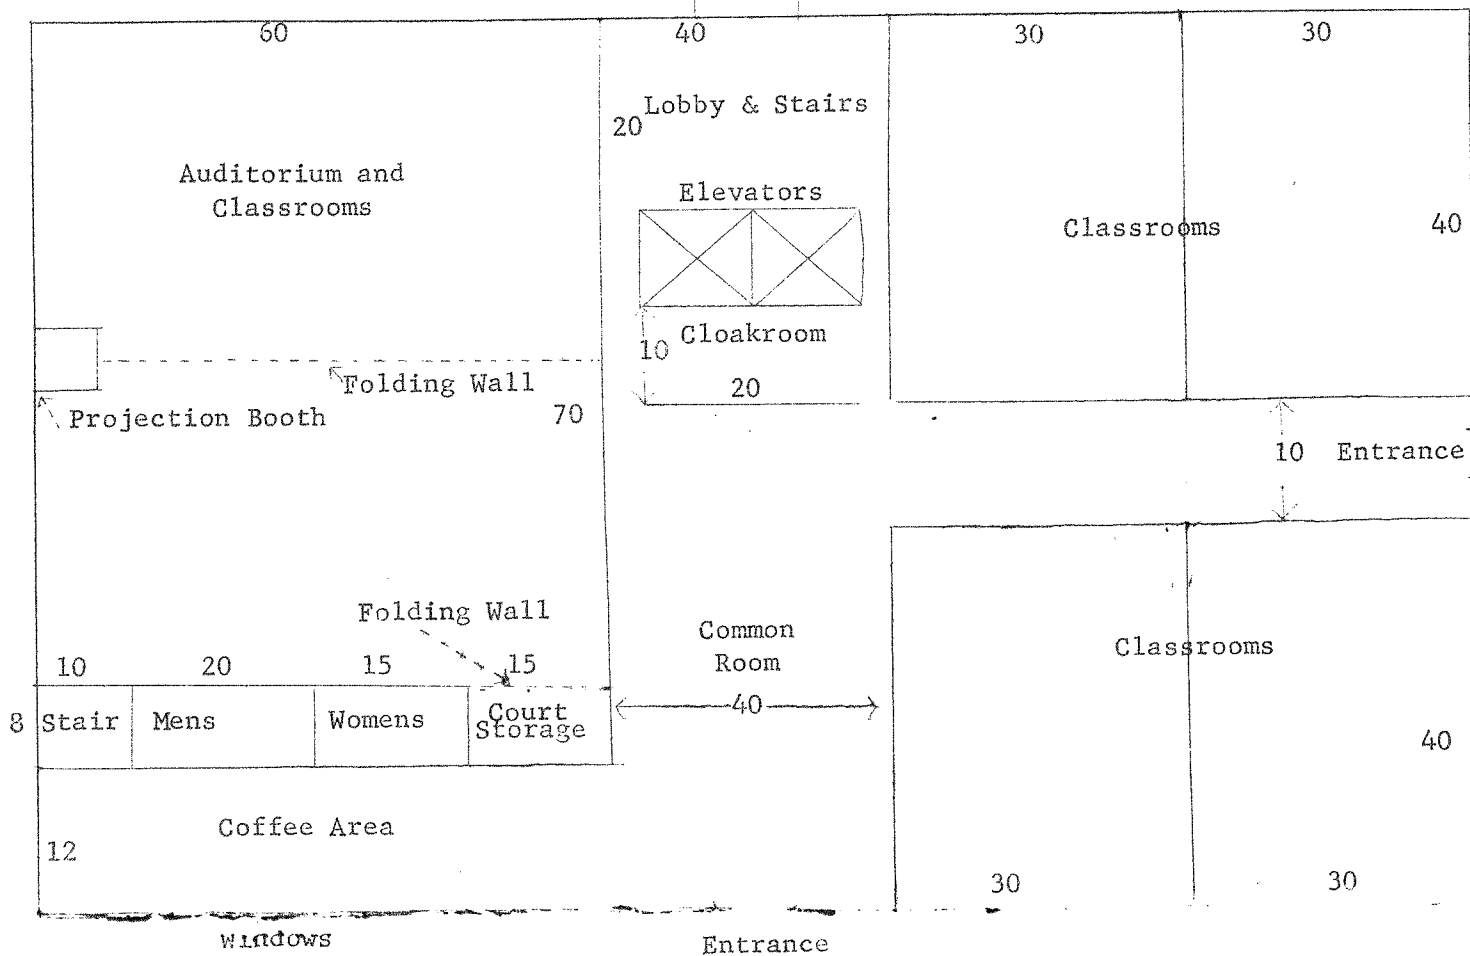 60
40
30
30
Lobby & Stairs
20
Auditorium and
Classrooms
Elevators
Classrooms
40
Cloakroom
10
20
Folding Wall
Projection Booth
70
10 Entrance
Folding Wall
Common
Room
Classrooms
10
20
15
15
40
8
Stair
Mens
Womens
Court
Storage
40
Coffee Area
12
30
30
Windows
Entrance